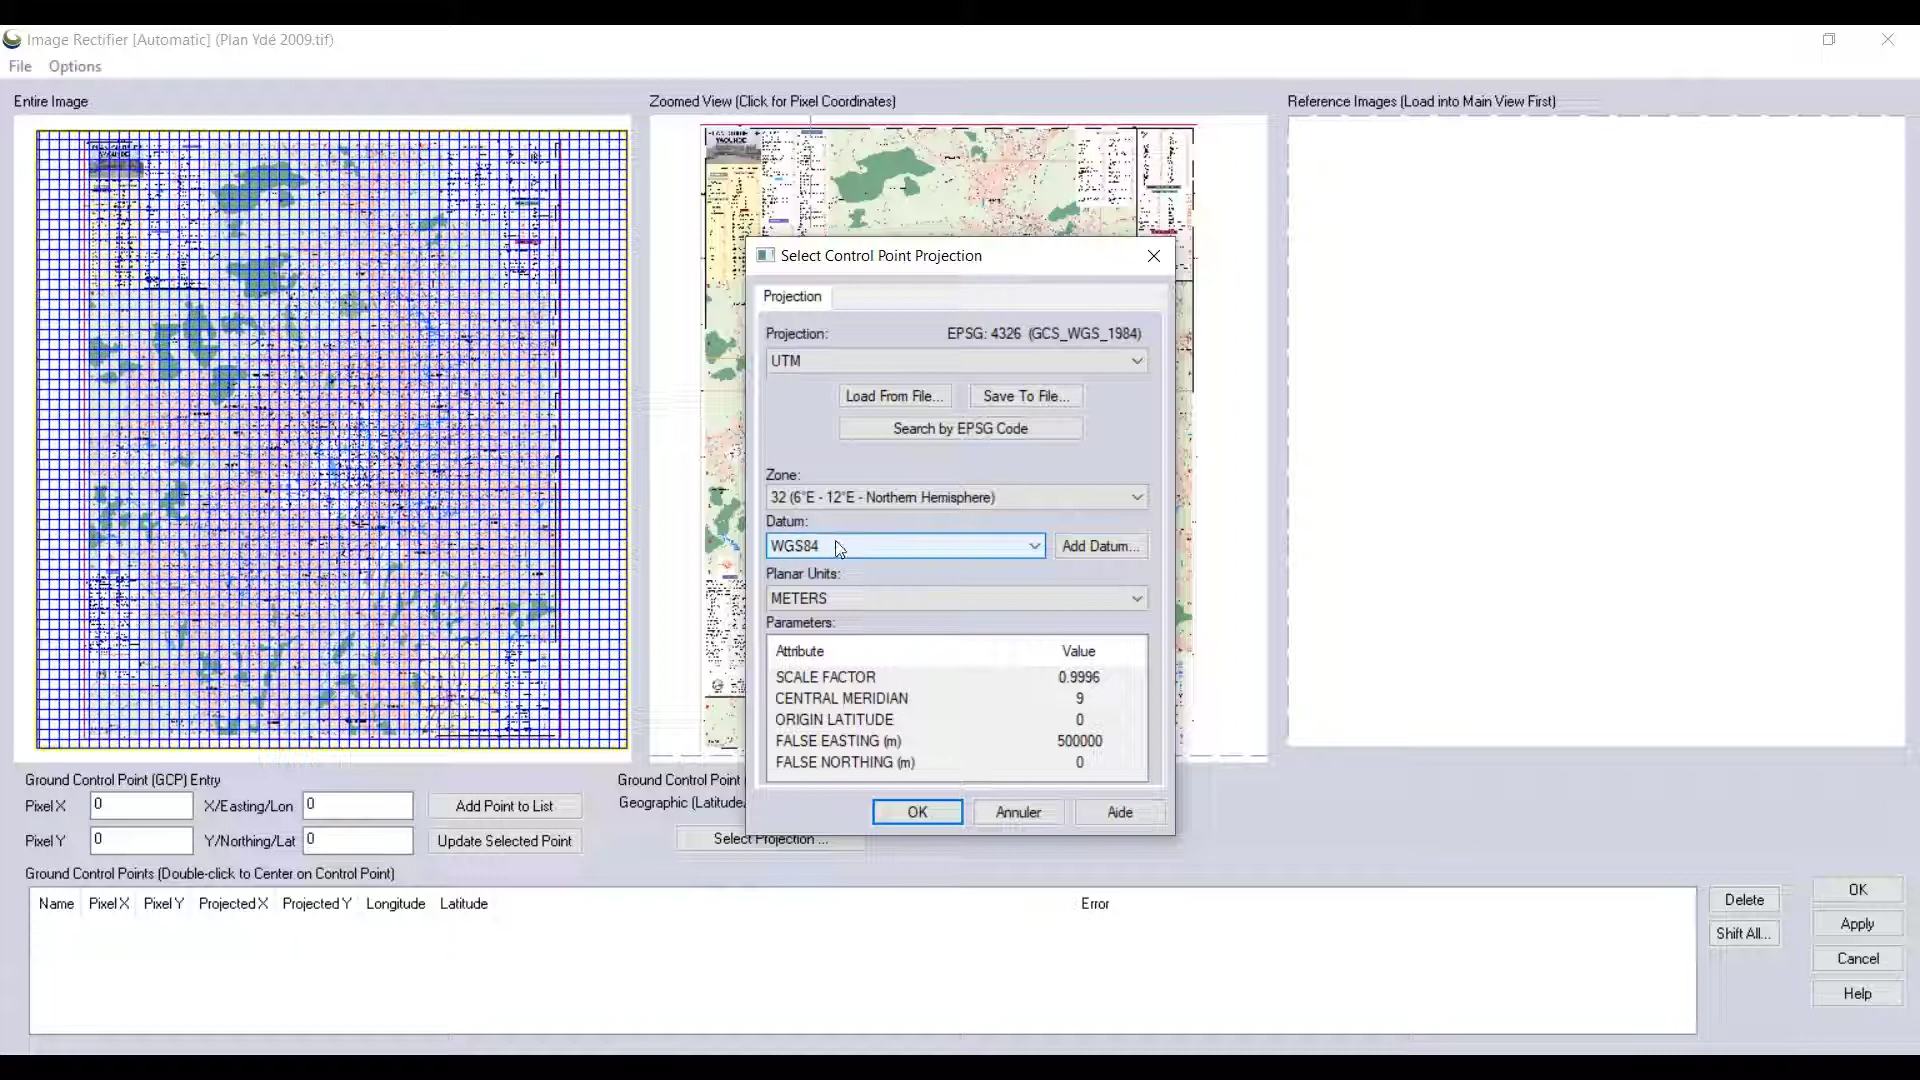 Image Rectifier [Automatic] (Plan Ydé 2009.tif)
File Options
Entire Image
Zoomed View (Click for Pixel Coordinates)
Reference Images (Load into Main View First)
YAOUNDE
Select Control Point Projection
Projection
Projection: EPSG: 4326 (GCS_WGS_1984)
UTM
Load From File... Save To File...
Search by EPSG Code
Zone:
32 (6°E - 12°E - Northern Hemisphere)
Datum:
WGS84 Add Datum...
Planar Units:
METERS
Parameters:
Attribute Value
SCALE FACTOR 0.9996
CENTRAL MERIDIAN 9
ORIGIN LATITUDE 0
FALSE EASTING (m) 500000
FALSE NORTHING (m) 0
OK Annuler Aide
Ground Control Point (GCP) Entry
Pixel X 0 X/Easting/Lon 0 Add Point to List
Pixel Y 0 Y/Northing/Lat 0 Update Selected Point
Ground Control Point
Geographic (Latitude/
Select Projection ...
Ground Control Points (Double-click to Center on Control Point)
Name Pixel X Pixel Y Projected X Projected Y Longitude Latitude Error
Delete
Shift All...
OK
Apply
Cancel
Help